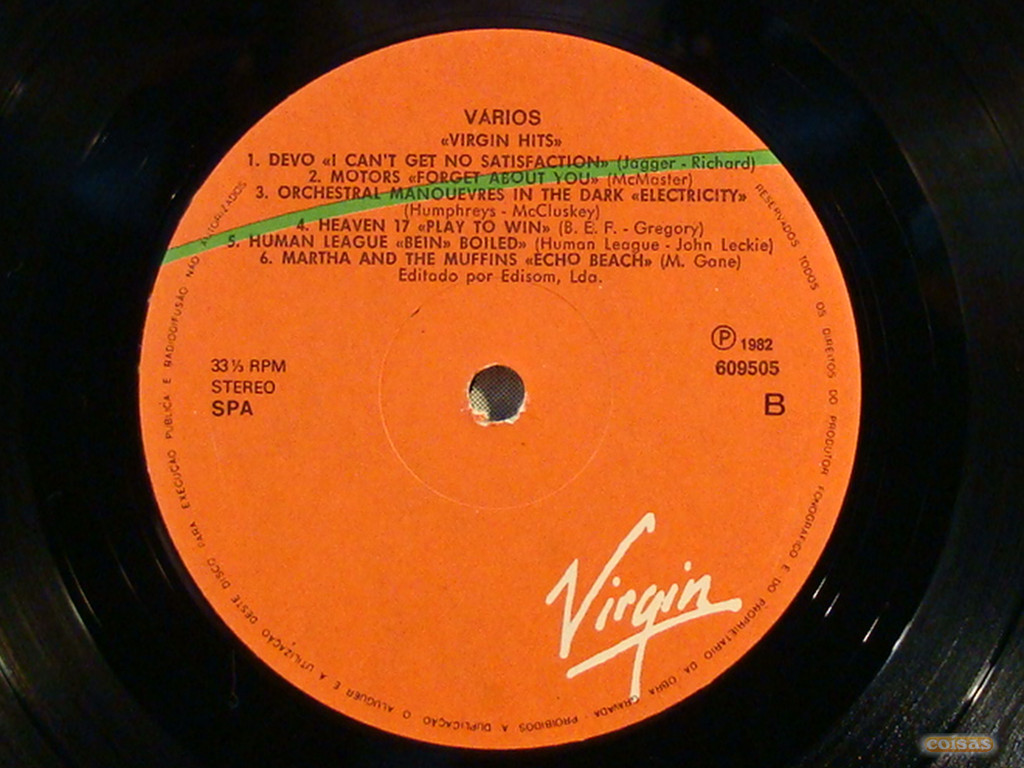 VÁRIOS
«VIRGIN HITS»
1. DEVO «I CAN'T GET NO SATISFACTION» (Jagger - Richard)
2. MOTORS «FORGET ABOUT YOU» (McMaster)
3. ORCHESTRAL MANOUEVRES IN THE DARK «ELECTRICITY»
(Humphreys - McCluskey)
4. HEAVEN 17 «PLAY TO WIN» (B. E. F. - Gregory)
5. HUMAN LEAGUE «BEIN» BOILED» (Human League - John Leckie)
6. MARTHA AND THE MUFFINS «ECHO BEACH» (M. Gane)
Editado por Edisom, Lda.
33⅓ RPM
STEREO
SPA
Ⓟ 1982
609505
B
Virgin
RESERVADOS TODOS OS DIREITOS DO PRODUTOR FONOGRÁFICO E DO PROPRIETÁRIO DA OBRA GRAVADA PROIBIDOS A DUPLICAÇÃO O ALUGUER E A UTILIZAÇÃO DESTE DISCO PARA EXECUÇÃO PUBLICA E RADIODIFUSÃO NÃO AUTORIZADOS
coisas